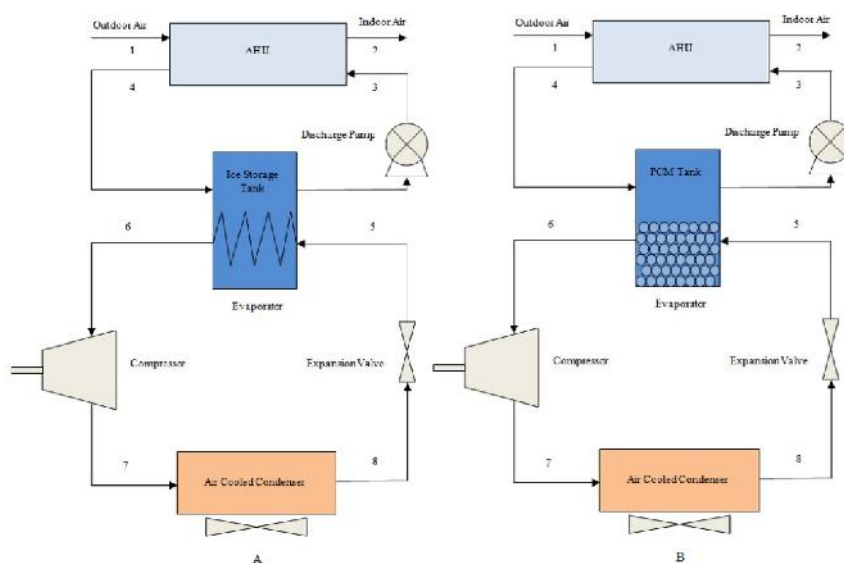 Outdoor Air
1
AHU
Indoor Air
2
4
3
Discharge Pump
Ice Storage
Tank
6
5
Evaporator
Compressor
Expansion Valve
7
8
Air Cooled Condenser
A
Outdoor Air
1
AHU
Indoor Air
2
4
3
Discharge Pump
PCM Tank
6
5
Evaporator
Compressor
Expansion Valve
7
8
Air Cooled Condenser
B